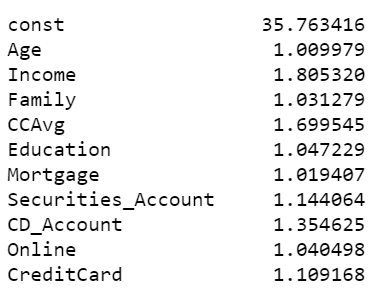 const 35.763416
Age 1.009979
Income 1.805320
Family 1.031279
CCAvg 1.699545
Education 1.047229
Mortgage 1.019407
Securities_Account 1.144064
CD_Account 1.354625
Online 1.040498
CreditCard 1.109168